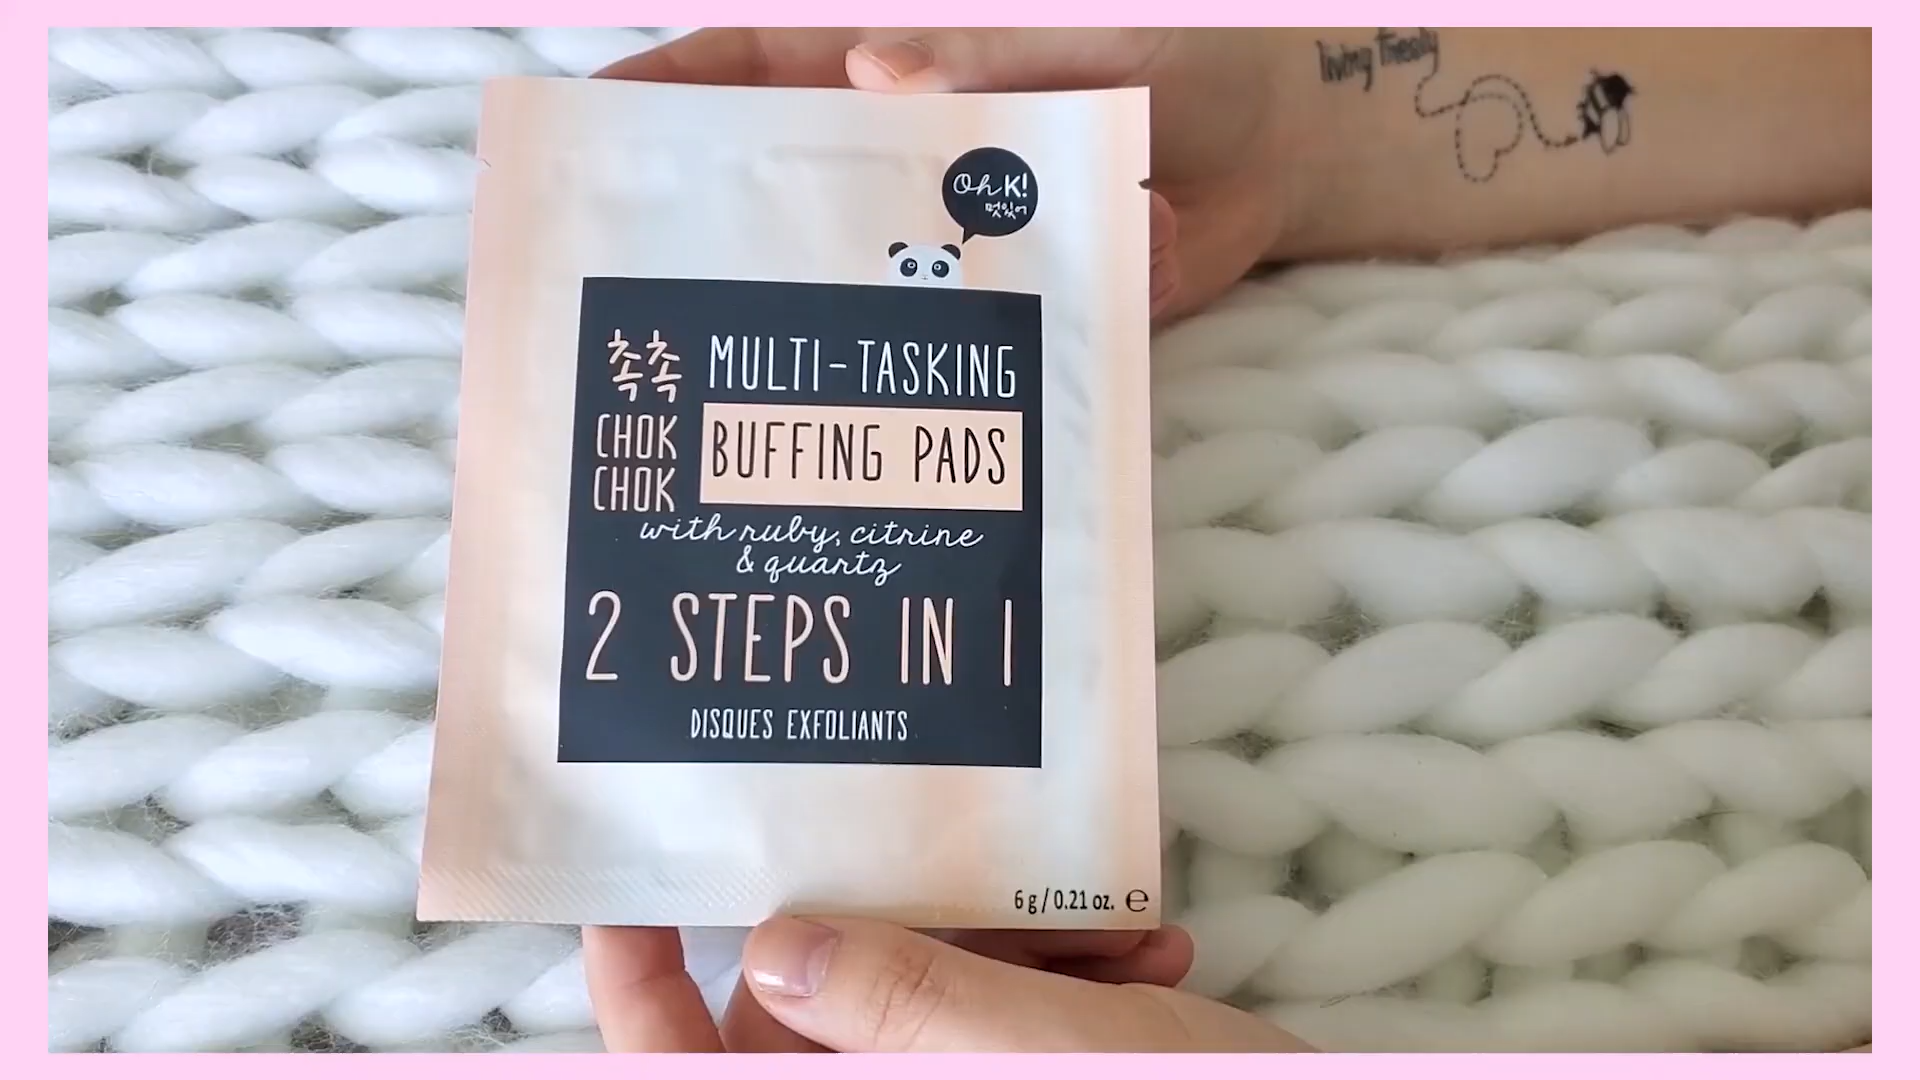 living freely
Oh K!
멋있어
촉촉
CHOK
CHOK
MULTI-TASKING
BUFFING PADS
with ruby, citrine
& quartz
2 STEPS IN 1
DISQUES EXFOLIANTS
6 g / 0.21 oz. ℮